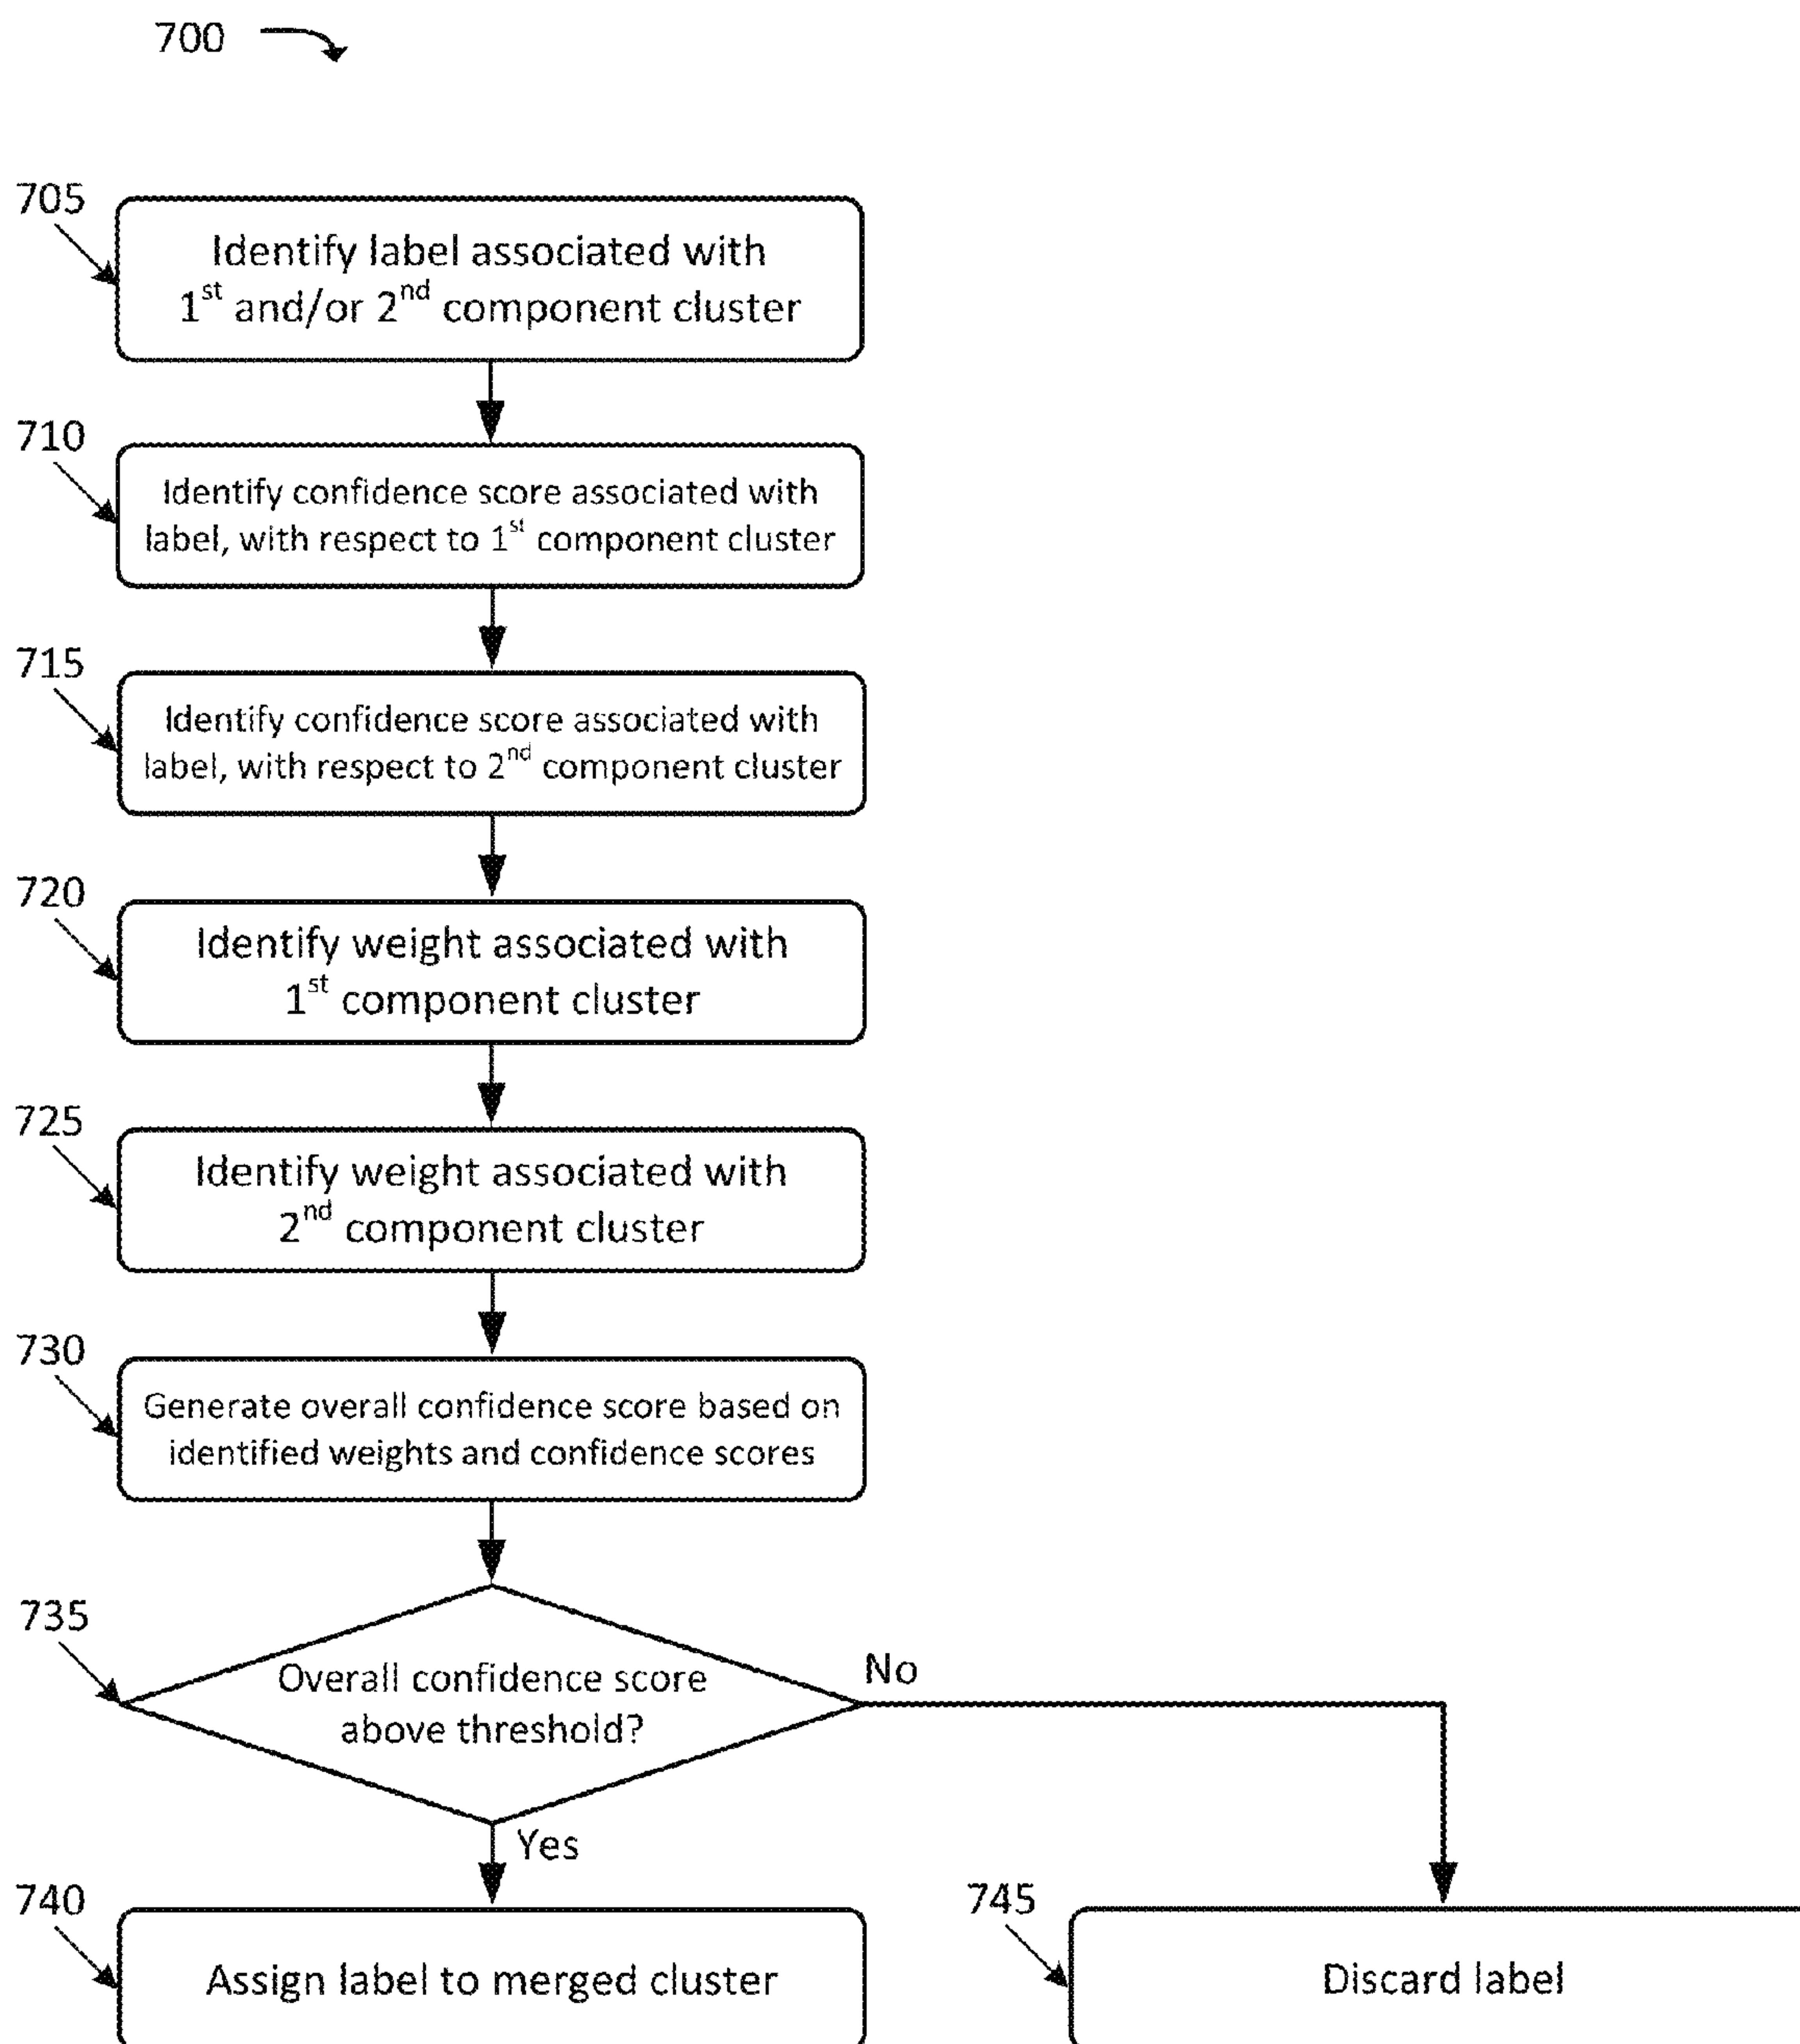 700
705
Identify label associated with
1st and/or 2nd component cluster
710
Identify confidence score associated with
label, with respect to 1st component cluster
715
Identify confidence score associated with
label, with respect to 2nd component cluster
720
Identify weight associated with
1st component cluster
725
Identify weight associated with
2nd component cluster
730
Generate overall confidence score based on
identified weights and confidence scores
735
Overall confidence score
above threshold?
No
Yes
740
Assign label to merged cluster
745
Discard label